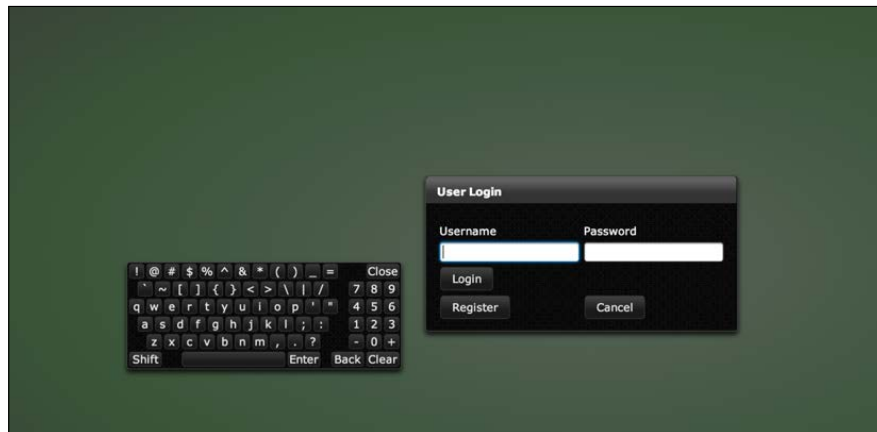 User Login
Username Password
Login
Register Cancel
! @ # $ % ^ & * ( ) _ = Close
` ~ [ ] { } < > \ | / 7 8 9
q w e r t y u i o p ' " 4 5 6
a s d f g h j k l ; : 1 2 3
z x c v b n m , . ? - 0 +
Shift Enter Back Clear